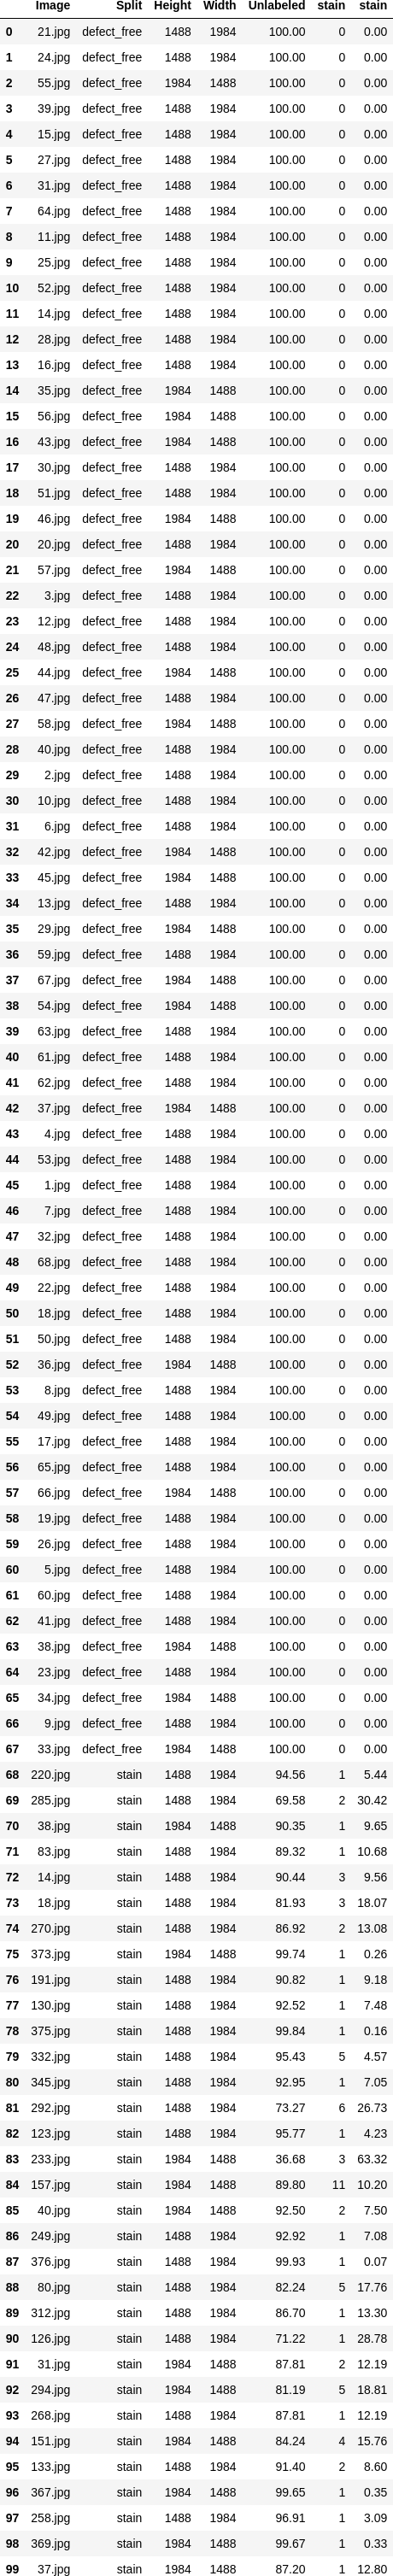 Image Split Height Width Unlabeled stain stain
0 21.jpg defect_free 1488 1984 100.00 0 0.00
1 24.jpg defect_free 1488 1984 100.00 0 0.00
2 55.jpg defect_free 1984 1488 100.00 0 0.00
3 39.jpg defect_free 1488 1984 100.00 0 0.00
4 15.jpg defect_free 1488 1984 100.00 0 0.00
5 27.jpg defect_free 1488 1984 100.00 0 0.00
6 31.jpg defect_free 1488 1984 100.00 0 0.00
7 64.jpg defect_free 1488 1984 100.00 0 0.00
8 11.jpg defect_free 1488 1984 100.00 0 0.00
9 25.jpg defect_free 1488 1984 100.00 0 0.00
10 52.jpg defect_free 1488 1984 100.00 0 0.00
11 14.jpg defect_free 1488 1984 100.00 0 0.00
12 28.jpg defect_free 1488 1984 100.00 0 0.00
13 16.jpg defect_free 1488 1984 100.00 0 0.00
14 35.jpg defect_free 1984 1488 100.00 0 0.00
15 56.jpg defect_free 1984 1488 100.00 0 0.00
16 43.jpg defect_free 1984 1488 100.00 0 0.00
17 30.jpg defect_free 1488 1984 100.00 0 0.00
18 51.jpg defect_free 1488 1984 100.00 0 0.00
19 46.jpg defect_free 1984 1488 100.00 0 0.00
20 20.jpg defect_free 1488 1984 100.00 0 0.00
21 57.jpg defect_free 1984 1488 100.00 0 0.00
22 3.jpg defect_free 1488 1984 100.00 0 0.00
23 12.jpg defect_free 1488 1984 100.00 0 0.00
24 48.jpg defect_free 1488 1984 100.00 0 0.00
25 44.jpg defect_free 1984 1488 100.00 0 0.00
26 47.jpg defect_free 1488 1984 100.00 0 0.00
27 58.jpg defect_free 1984 1488 100.00 0 0.00
28 40.jpg defect_free 1488 1984 100.00 0 0.00
29 2.jpg defect_free 1488 1984 100.00 0 0.00
30 10.jpg defect_free 1488 1984 100.00 0 0.00
31 6.jpg defect_free 1488 1984 100.00 0 0.00
32 42.jpg defect_free 1984 1488 100.00 0 0.00
33 45.jpg defect_free 1984 1488 100.00 0 0.00
34 13.jpg defect_free 1488 1984 100.00 0 0.00
35 29.jpg defect_free 1984 1488 100.00 0 0.00
36 59.jpg defect_free 1488 1984 100.00 0 0.00
37 67.jpg defect_free 1984 1488 100.00 0 0.00
38 54.jpg defect_free 1984 1488 100.00 0 0.00
39 63.jpg defect_free 1488 1984 100.00 0 0.00
40 61.jpg defect_free 1488 1984 100.00 0 0.00
41 62.jpg defect_free 1488 1984 100.00 0 0.00
42 37.jpg defect_free 1984 1488 100.00 0 0.00
43 4.jpg defect_free 1488 1984 100.00 0 0.00
44 53.jpg defect_free 1488 1984 100.00 0 0.00
45 1.jpg defect_free 1488 1984 100.00 0 0.00
46 7.jpg defect_free 1488 1984 100.00 0 0.00
47 32.jpg defect_free 1488 1984 100.00 0 0.00
48 68.jpg defect_free 1488 1984 100.00 0 0.00
49 22.jpg defect_free 1488 1984 100.00 0 0.00
50 18.jpg defect_free 1488 1984 100.00 0 0.00
51 50.jpg defect_free 1488 1984 100.00 0 0.00
52 36.jpg defect_free 1984 1488 100.00 0 0.00
53 8.jpg defect_free 1488 1984 100.00 0 0.00
54 49.jpg defect_free 1488 1984 100.00 0 0.00
55 17.jpg defect_free 1488 1984 100.00 0 0.00
56 65.jpg defect_free 1488 1984 100.00 0 0.00
57 66.jpg defect_free 1984 1488 100.00 0 0.00
58 19.jpg defect_free 1488 1984 100.00 0 0.00
59 26.jpg defect_free 1488 1984 100.00 0 0.00
60 5.jpg defect_free 1488 1984 100.00 0 0.00
61 60.jpg defect_free 1488 1984 100.00 0 0.00
62 41.jpg defect_free 1488 1984 100.00 0 0.00
63 38.jpg defect_free 1984 1488 100.00 0 0.00
64 23.jpg defect_free 1488 1984 100.00 0 0.00
65 34.jpg defect_free 1984 1488 100.00 0 0.00
66 9.jpg defect_free 1488 1984 100.00 0 0.00
67 33.jpg defect_free 1984 1488 100.00 0 0.00
68 220.jpg stain 1488 1984 94.56 1 5.44
69 285.jpg stain 1488 1984 69.58 2 30.42
70 38.jpg stain 1488 1984 90.35 1 9.65
71 83.jpg stain 1488 1984 89.32 1 10.68
72 14.jpg stain 1488 1984 90.44 3 9.56
73 18.jpg stain 1488 1984 81.93 3 18.07
74 270.jpg stain 1488 1984 86.92 2 13.08
75 373.jpg stain 1984 1488 99.74 1 0.26
76 191.jpg stain 1488 1984 90.82 1 9.18
77 130.jpg stain 1488 1984 92.52 1 7.48
78 375.jpg stain 1488 1984 99.84 1 0.16
79 332.jpg stain 1488 1984 95.43 5 4.57
80 345.jpg stain 1488 1984 92.95 1 7.05
81 292.jpg stain 1488 1984 73.27 6 26.73
82 123.jpg stain 1488 1984 95.77 1 4.23
83 233.jpg stain 1984 1488 36.68 3 63.32
84 157.jpg stain 1984 1488 89.80 11 10.20
85 40.jpg stain 1984 1488 92.50 2 7.50
86 249.jpg stain 1488 1984 92.92 1 7.08
87 376.jpg stain 1488 1984 99.93 1 0.07
88 80.jpg stain 1488 1984 82.24 5 17.76
89 312.jpg stain 1488 1984 86.70 1 13.30
90 126.jpg stain 1488 1984 71.22 1 28.78
91 31.jpg stain 1984 1488 87.81 2 12.19
92 294.jpg stain 1984 1488 81.19 5 18.81
93 268.jpg stain 1488 1984 87.81 1 12.19
94 151.jpg stain 1984 1488 84.24 4 15.76
95 133.jpg stain 1984 1488 91.40 2 8.60
96 367.jpg stain 1984 1488 99.65 1 0.35
97 258.jpg stain 1488 1984 96.91 1 3.09
98 369.jpg stain 1984 1488 99.67 1 0.33
99 37.jpg stain 1984 1488 87.20 1 12.80